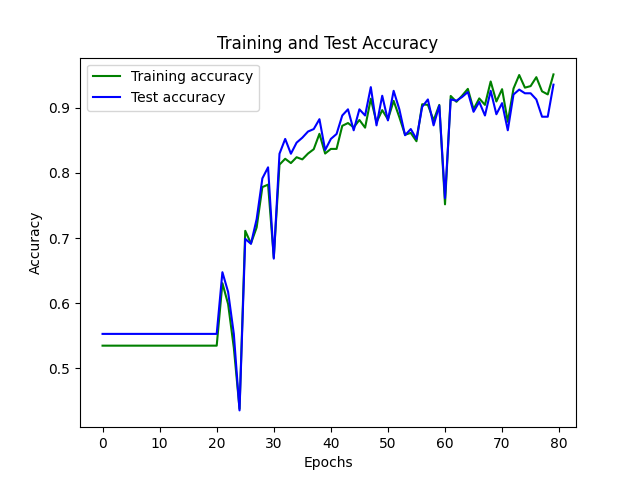 Training and Test Accuracy
Training accuracy
Test accuracy
Accuracy
0.9
0.8
0.7
0.6
0.5
0 10 20 30 40 50 60 70 80
Epochs